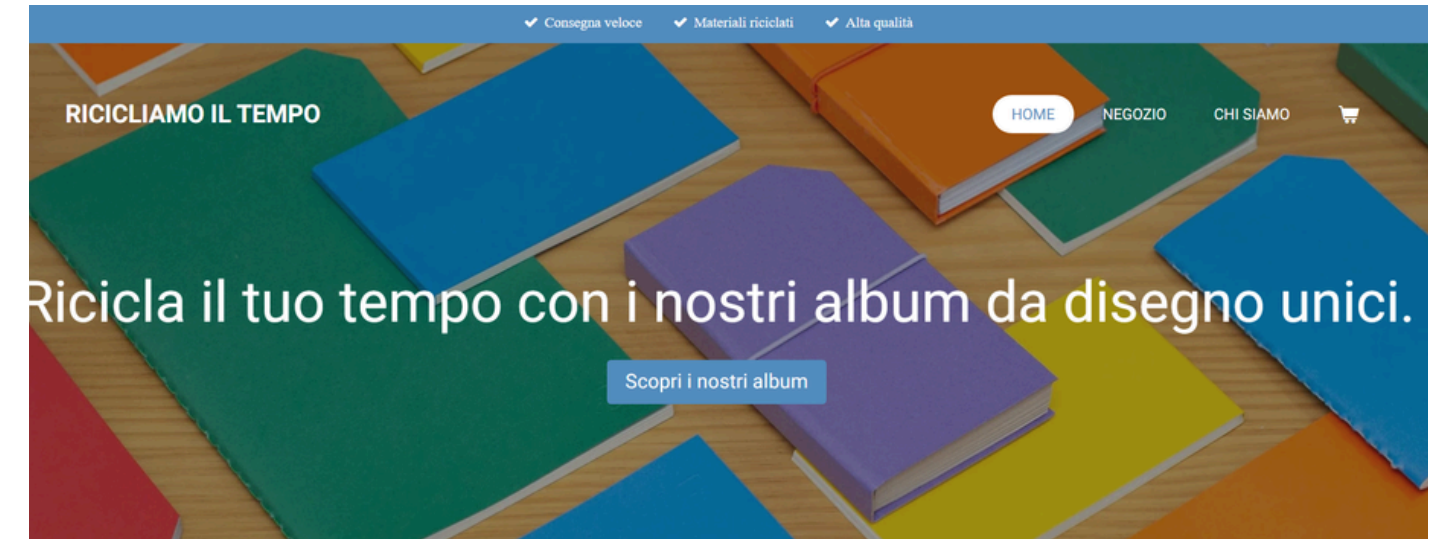 Consegna veloce Materiali riciclati Alta qualità
RICICLIAMO IL TEMPO HOME NEGOZIO CHI SIAMO
Ricicla il tuo tempo con i nostri album da disegno unici.
Scopri i nostri album